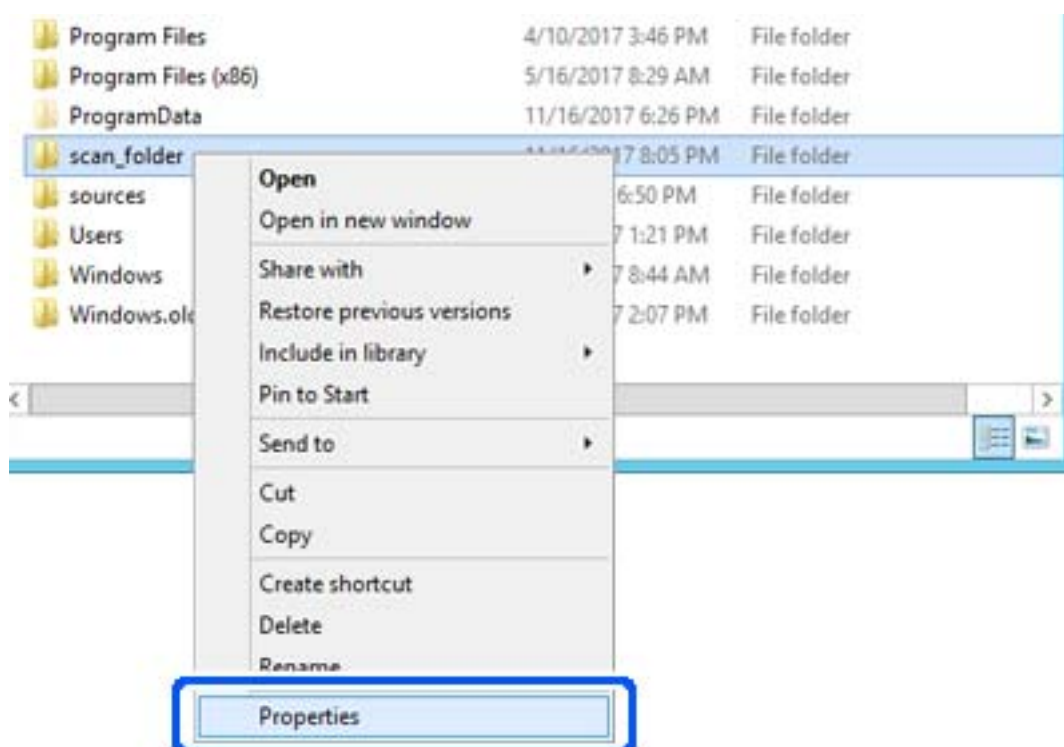 Program Files 4/10/2017 3:46 PM File folder
Program Files (x86) 5/16/2017 8:29 AM File folder
ProgramData 11/16/2017 6:26 PM File folder
scan_folder 17 8:05 PM File folder
Open
sources 6:50 PM File folder
Open in new window
Users 7 1:21 PM File folder
Share with
Windows 7 8:44 AM File folder
Restore previous versions
Windows.old 7 2:07 PM File folder
Include in library
Pin to Start
Send to
Cut
Copy
Create shortcut
Delete
Rename
Properties